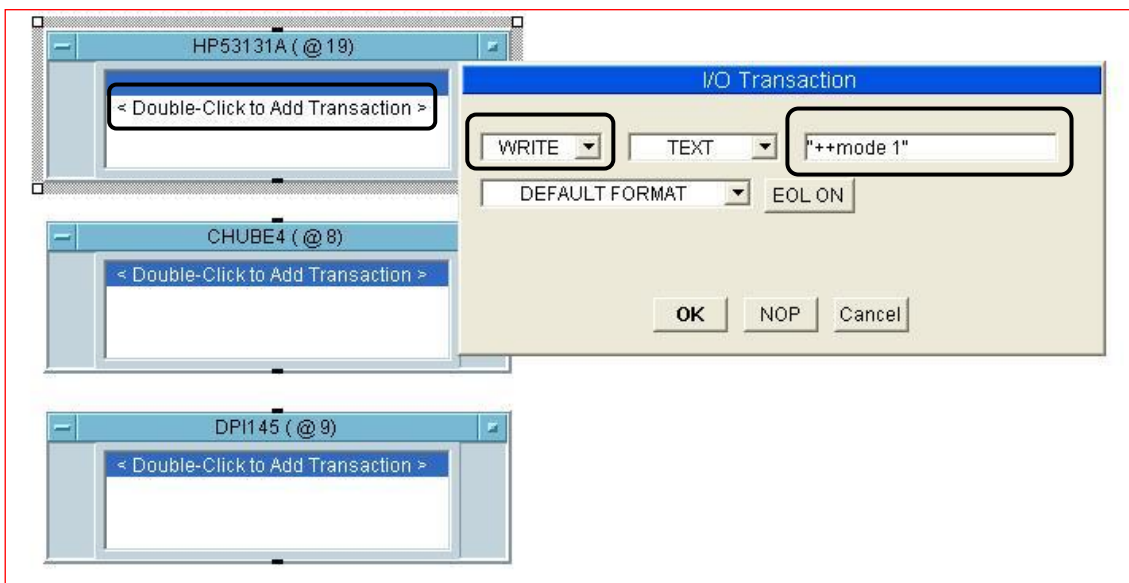 HP53131A ( @ 19)
< Double-Click to Add Transaction >
I/O Transaction
WRITE TEXT "++mode 1"
DEFAULT FORMAT EOL ON
OK NOP Cancel
CHUBE4 ( @ 8)
< Double-Click to Add Transaction >
DPI145 ( @ 9)
< Double-Click to Add Transaction >